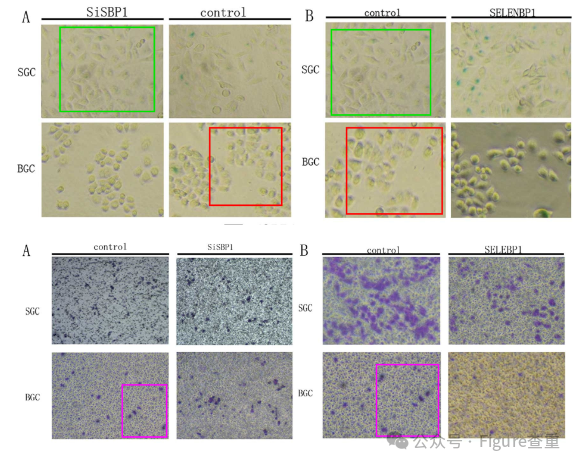 A SiSBP1 control
B control SELENBP1
SGC SGC
BGC BGC
A control SiSBP1
B control SELEBP1
SGC SGC
BGC BGC
公众号 · Figure查重